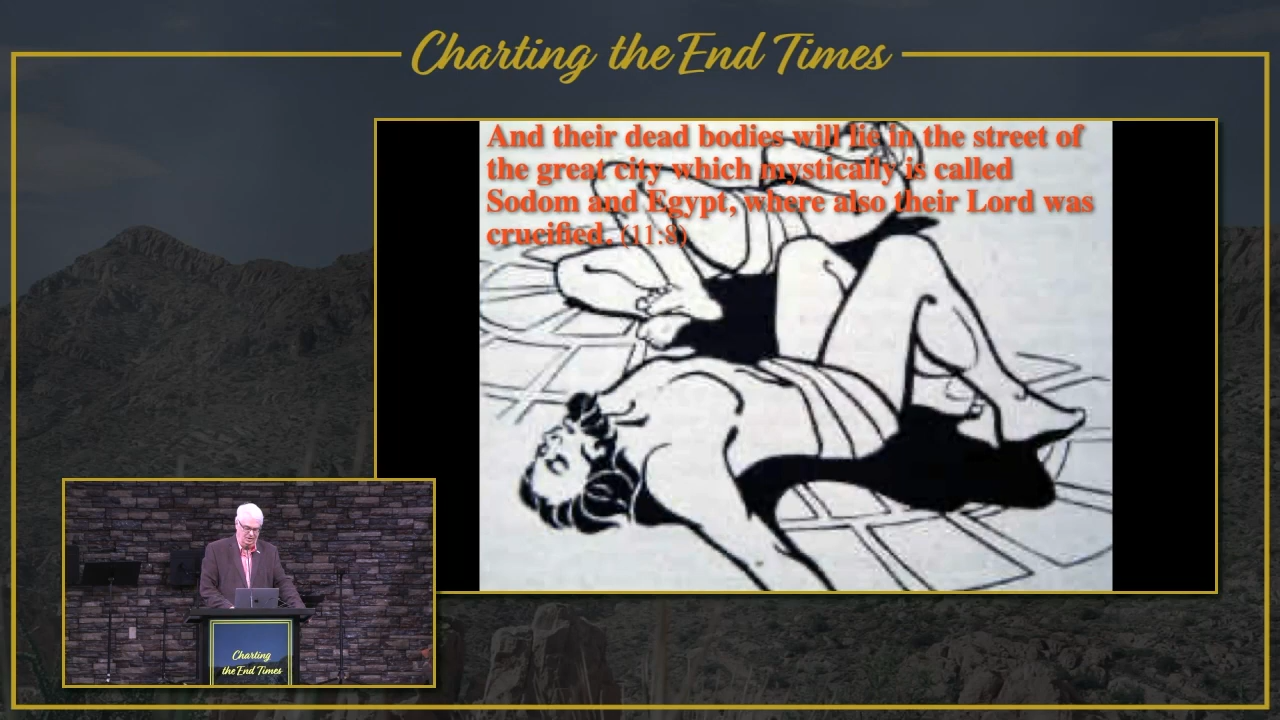 Charting the End Times
And their dead bodies will lie in the street of
the great city which mystically is called
Sodom and Egypt, where also their Lord was
crucified. (11:8)
Charting
the End Times